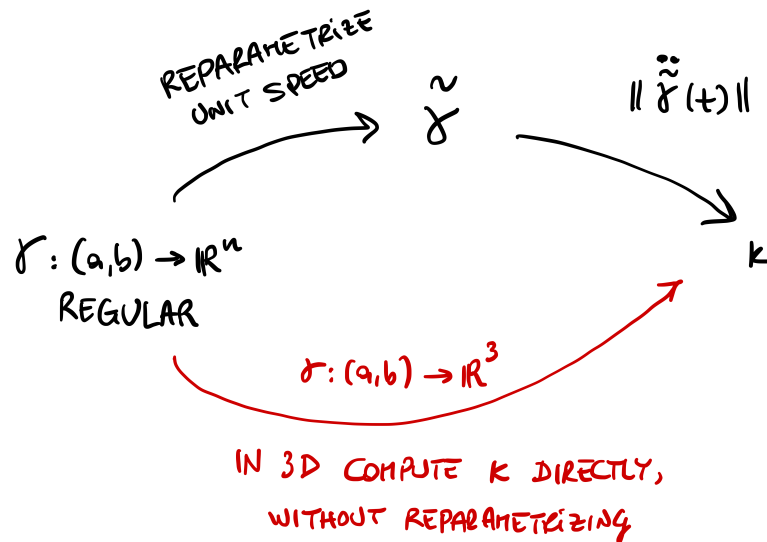 REPARAMETRIZE
UNIT SPEED
γ̃
‖ γ̃̈ (t) ‖
γ : (a,b) → ℝⁿ
REGULAR
κ
γ : (a,b) → ℝ³
IN 3D COMPUTE κ DIRECTLY,
WITHOUT REPARAMETRIZING